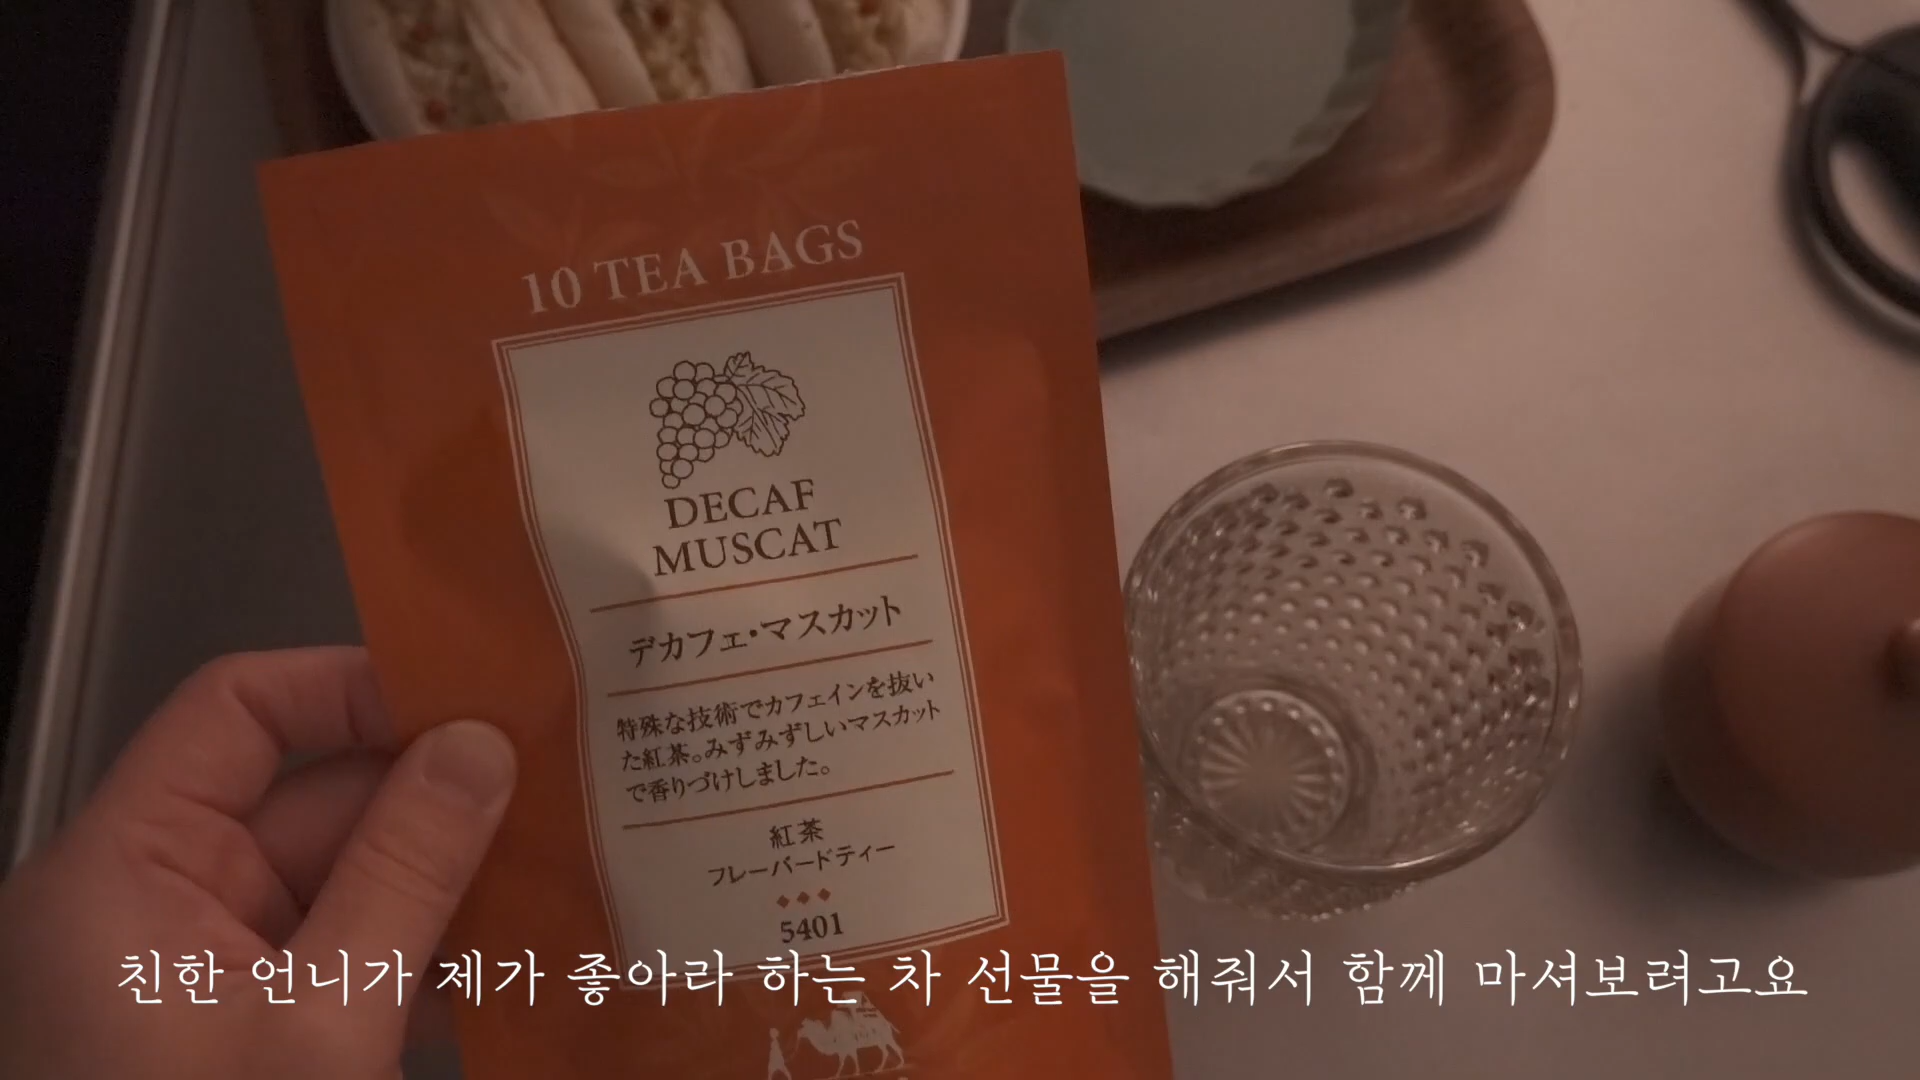 10 TEA BAGS
DECAF
MUSCAT
デカフェ・マスカット
特殊な技術でカフェインを抜い
た紅茶。みずみずしいマスカット
で香りづけしました。
紅茶
フレーバードティー
5401
친한 언니가 제가 좋아라 하는 차 선물을 해줘서 함께 마셔보려고요